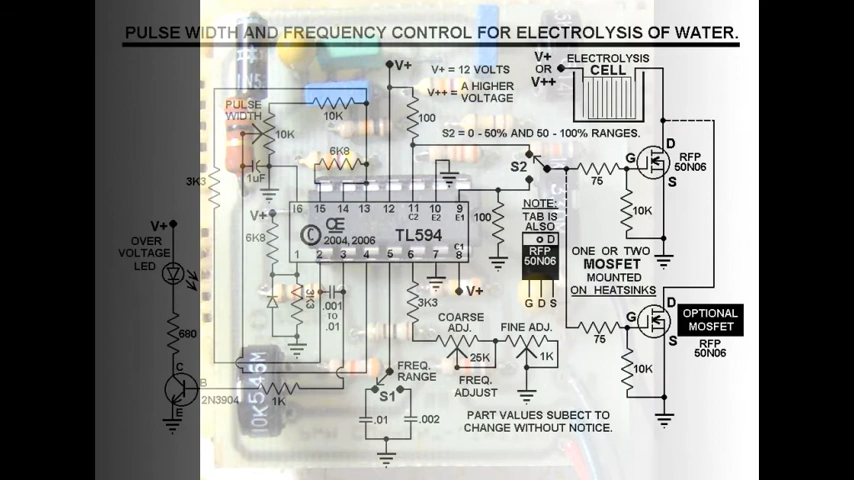 PULSE WIDTH AND FREQUENCY CONTROL FOR ELECTROLYSIS OF WATER.
V+
V+ = 12 VOLTS
V++ = A HIGHER
VOLTAGE
V+
OR
V++
ELECTROLYSIS
CELL
PULSE
WIDTH
10K
10K
100
S2 = 0 - 50% AND 50 - 100% RANGES.
6K8
1uF
3K3
S2
75
G
D
S
RFP
50N06
10K
16 15 14 13 12 11 10 9
C2 E2 E1
V+
6K8
© CE
2004, 2006
TL594
C1
1 2 3 4 5 6 7 8
100
NOTE:
TAB IS
ALSO
D
RFP
50N06
G D S
ONE OR TWO
MOSFET
MOUNTED
ON HEATSINKS
V+
OVER
VOLTAGE
LED
3K3
.001
TO
.01
3K3
V+
COARSE
ADJ.
FINE ADJ.
25K
1K
FREQ.
ADJUST
75
G
D
S
OPTIONAL
MOSFET
RFP
50N06
10K
680
C
B
E
2N3904
1K
10K546M
FREQ.
RANGE
S1
.01
.002
PART VALUES SUBECT TO
CHANGE WITHOUT NOTICE.